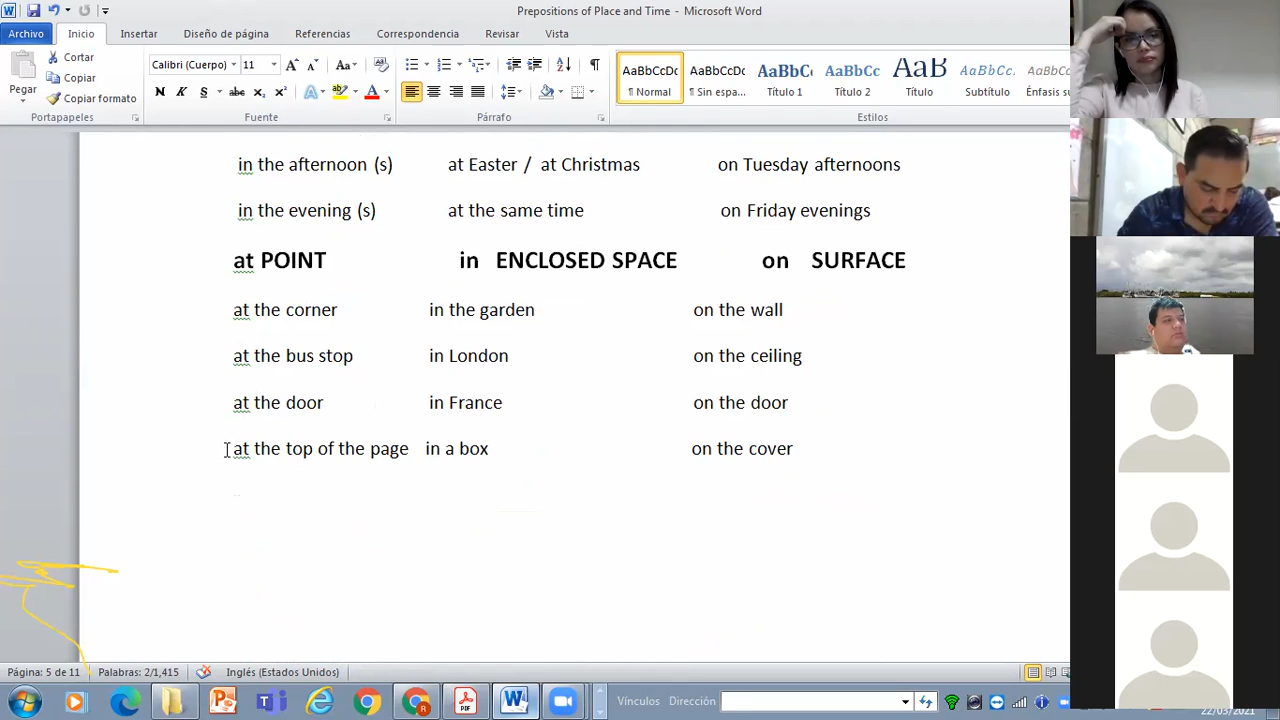 Prepositions of Place and Time - Microsoft Word
Archivo Inicio Insertar Diseño de página Referencias Correspondencia Revisar Vista
Pegar
Cortar
Copiar
Copiar formato
Portapapeles
Calibri (Cuerpo) 11
Fuente
Párrafo
AaBbCcDc AaBbCcDc AaBbC AaBbCc AaB AaBbCcDc AaBbCcDc
¶ Normal ¶ Sin espa... Título 1 Título 2 Título Subtítulo Énfasis su
Estilos
in the afternoon (s) at Easter / at Christmas on Tuesday afternoons
in the evening (s) at the same time on Friday evenings
at POINT in ENCLOSED SPACE on SURFACE
at the corner in the garden on the wall
at the bus stop in London on the ceiling
at the door in France on the door
at the top of the page in a box on the cover
Página: 5 de 11 Palabras: 2/1,415 Inglés (Estados Unidos)
Vínculos Dirección
22/03/2021